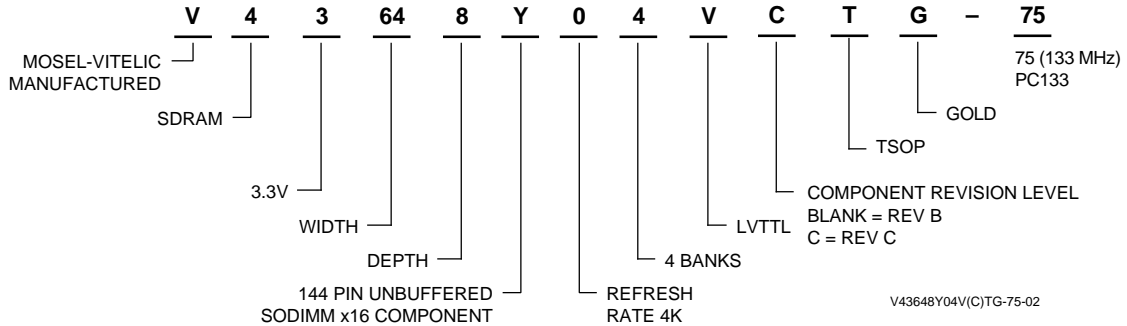 V 4 3 64 8 Y 0 4 V C T G – 75
MOSEL-VITELIC
MANUFACTURED
75 (133 MHz)
PC133
SDRAM
GOLD
TSOP
3.3V
COMPONENT REVISION LEVEL
BLANK = REV B
C = REV C
WIDTH
LVTTL
DEPTH
4 BANKS
144 PIN UNBUFFERED
SODIMM x16 COMPONENT
REFRESH
RATE 4K
V43648Y04V(C)TG-75-02